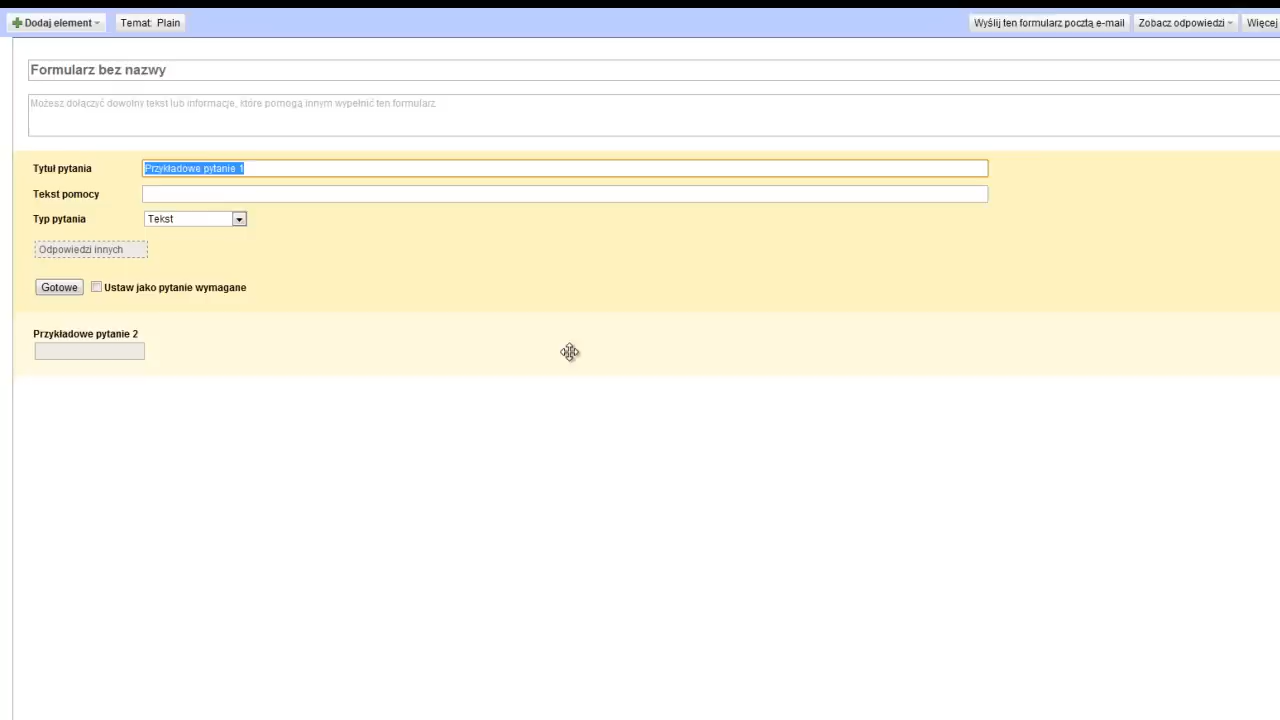 Dodaj element Temat: Plain Wyślij ten formularz pocztą e-mail Zobacz odpowiedzi Więcej
Formularz bez nazwy
Możesz dołączyć dowolny tekst lub informacje, które pomogą innym wypełnić ten formularz
Tytuł pytania Przykładowe pytanie 1
Tekst pomocy
Typ pytania Tekst
Odpowiedzi innych
Gotowe Ustaw jako pytanie wymagane
Przykładowe pytanie 2